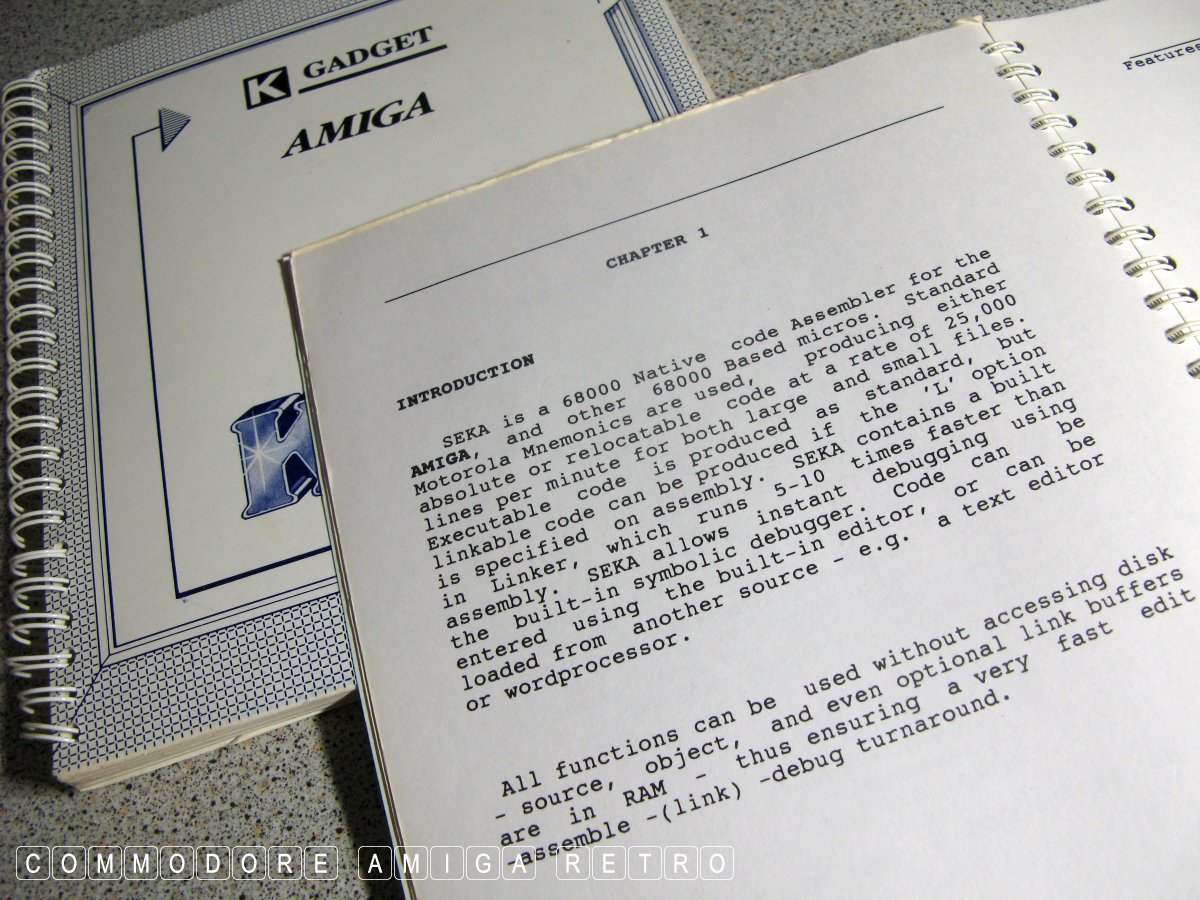 K GADGET
AMIGA
K
Features
CHAPTER 1
INTRODUCTION
SEKA is a 68000 Native code Assembler for the
AMIGA, and other 68000 Based micros. Standard
Motorola Mnemonics are used, producing either
absolute or relocatable code at a rate of 25,000
lines per minute for both large and small files.
Executable code is produced as standard, but
linkable code can be produced if the 'L' option
is specified on assembly. SEKA contains a built
in Linker, which runs 5-10 times faster than
assembly. SEKA allows instant debugging using
the built-in symbolic debugger. Code can be
entered using the built-in editor, or can be
loaded from another source - e.g. a text editor
or wordprocessor.
All functions can be used without accessing disk
- source, object, and even optional link buffers
are in RAM - thus ensuring a very fast edit
-assemble -(link) -debug turnaround.
COMMODORE AMIGA RETRO